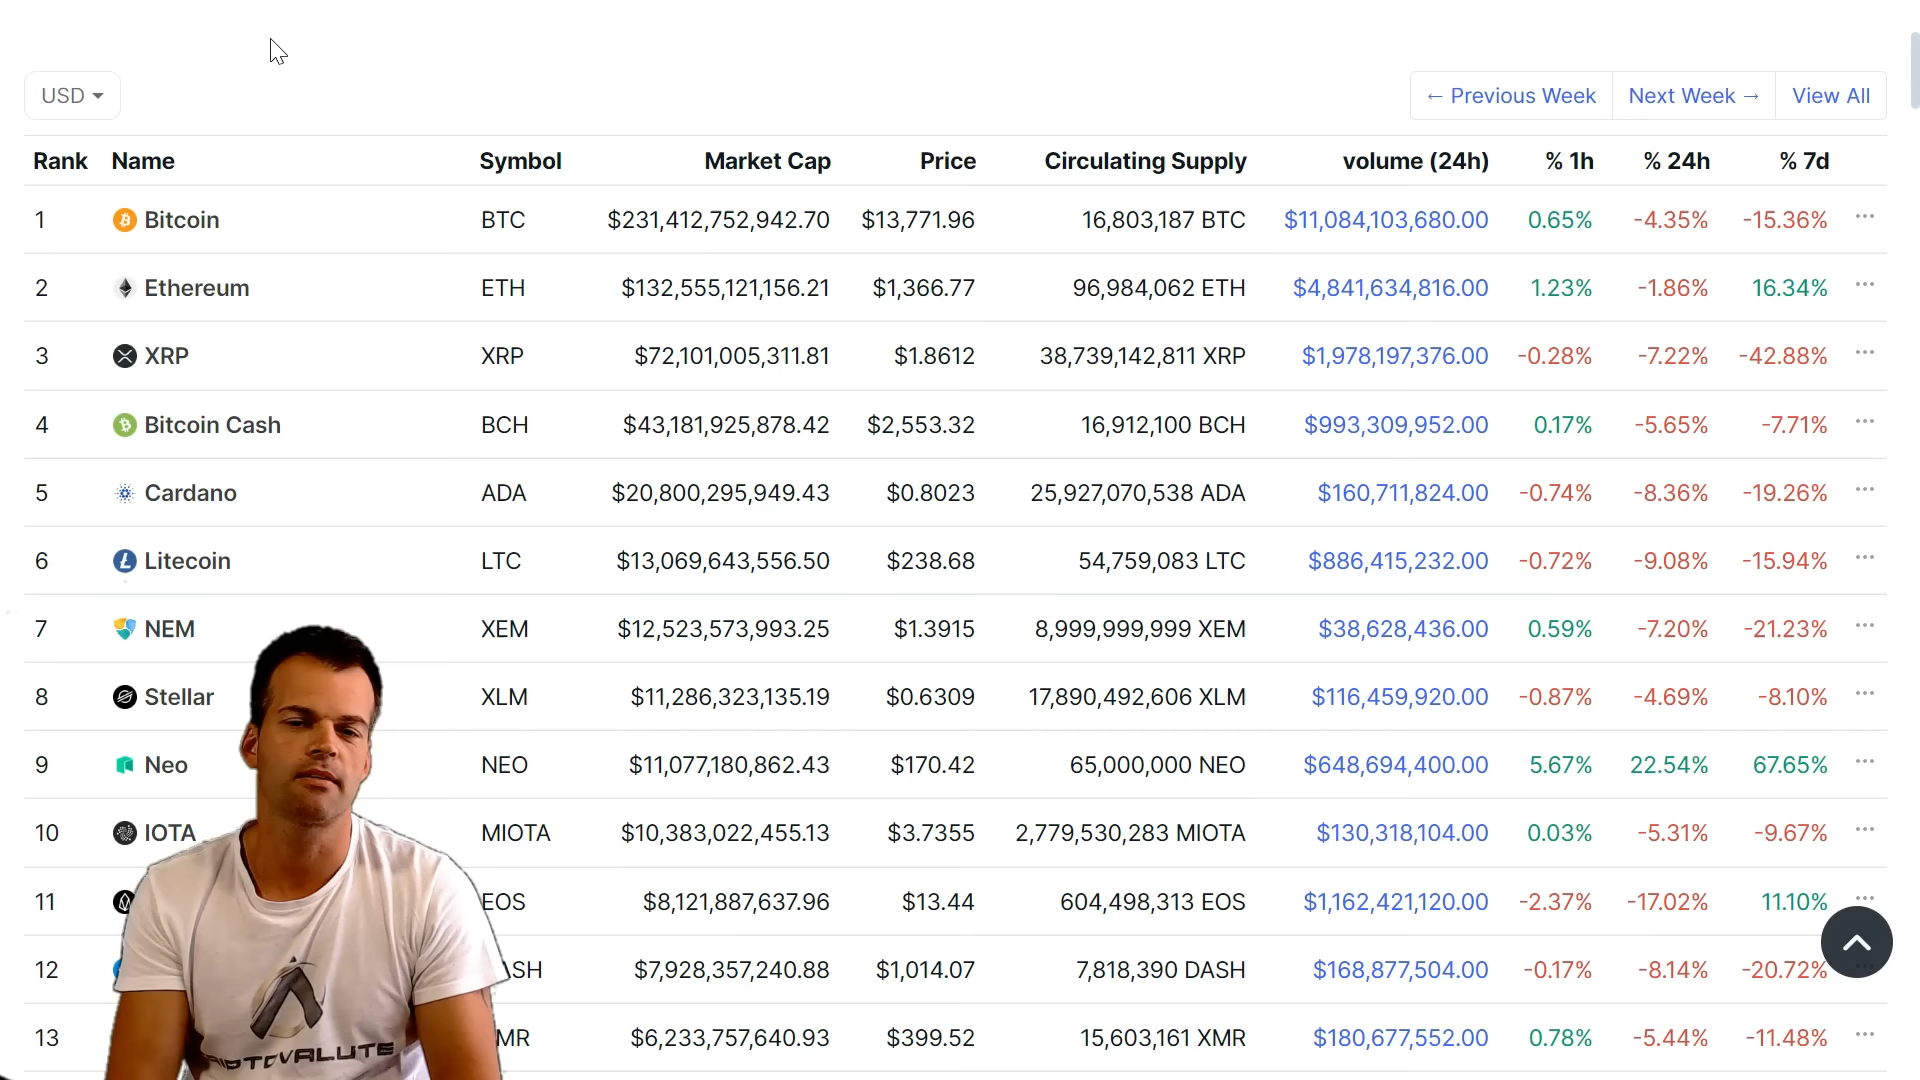 USD ← Previous Week Next Week → View All
Rank Name Symbol Market Cap Price Circulating Supply volume (24h) % 1h % 24h % 7d
1 Bitcoin BTC $231,412,752,942.70 $13,771.96 16,803,187 BTC $11,084,103,680.00 0.65% -4.35% -15.36%
2 Ethereum ETH $132,555,121,156.21 $1,366.77 96,984,062 ETH $4,841,634,816.00 1.23% -1.86% 16.34%
3 XRP XRP $72,101,005,311.81 $1.8612 38,739,142,811 XRP $1,978,197,376.00 -0.28% -7.22% -42.88%
4 Bitcoin Cash BCH $43,181,925,878.42 $2,553.32 16,912,100 BCH $993,309,952.00 0.17% -5.65% -7.71%
5 Cardano ADA $20,800,295,949.43 $0.8023 25,927,070,538 ADA $160,711,824.00 -0.74% -8.36% -19.26%
6 Litecoin LTC $13,069,643,556.50 $238.68 54,759,083 LTC $886,415,232.00 -0.72% -9.08% -15.94%
7 NEM XEM $12,523,573,993.25 $1.3915 8,999,999,999 XEM $38,628,436.00 0.59% -7.20% -21.23%
8 Stellar XLM $11,286,323,135.19 $0.6309 17,890,492,606 XLM $116,459,920.00 -0.87% -4.69% -8.10%
9 Neo NEO $11,077,180,862.43 $170.42 65,000,000 NEO $648,694,400.00 5.67% 22.54% 67.65%
10 IOTA MIOTA $10,383,022,455.13 $3.7355 2,779,530,283 MIOTA $130,318,104.00 0.03% -5.31% -9.67%
11 EOS $8,121,887,637.96 $13.44 604,498,313 EOS $1,162,421,120.00 -2.37% -17.02% 11.10%
12 SH $7,928,357,240.88 $1,014.07 7,818,390 DASH $168,877,504.00 -0.17% -8.14% -20.72%
13 MR $6,233,757,640.93 $399.52 15,603,161 XMR $180,677,552.00 0.78% -5.44% -11.48%
RIPTOVALUTE